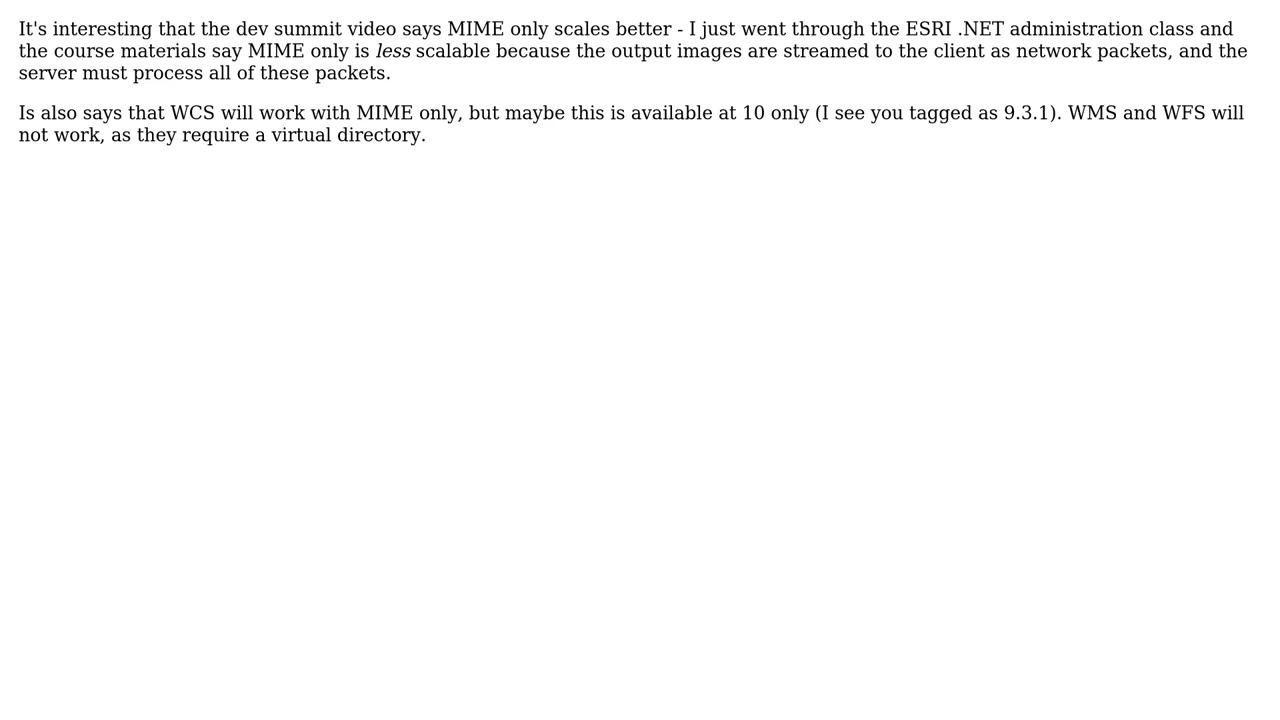 It's interesting that the dev summit video says MIME only scales better - I just went through the ESRI .NET administration class and
the course materials say MIME only is less scalable because the output images are streamed to the client as network packets, and the
server must process all of these packets.
Is also says that WCS will work with MIME only, but maybe this is available at 10 only (I see you tagged as 9.3.1). WMS and WFS will
not work, as they require a virtual directory.